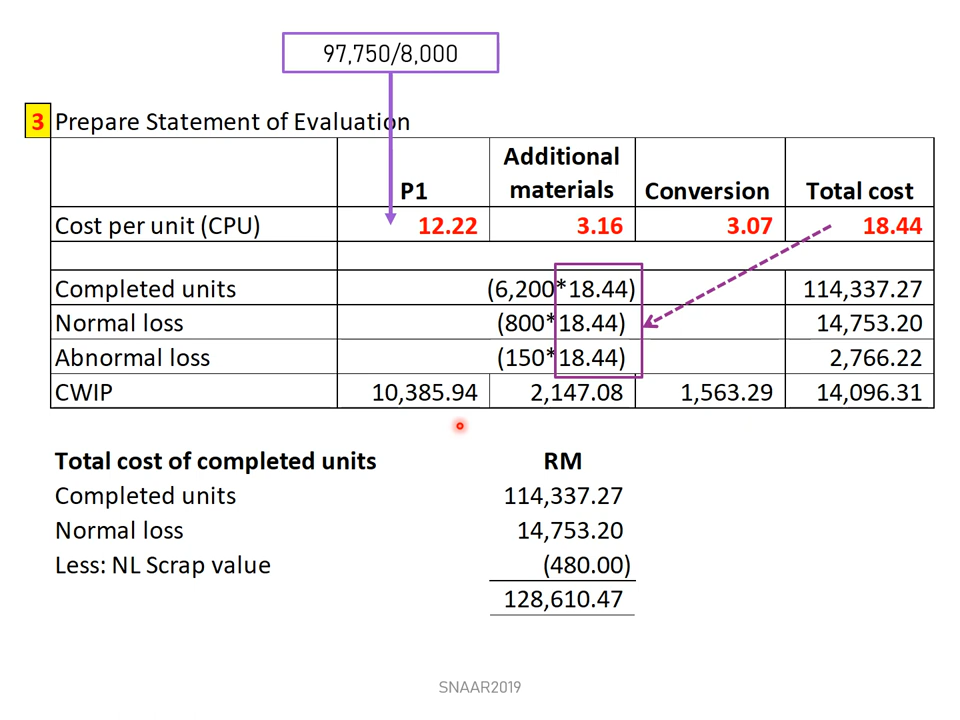 97,750/8,000
3 Prepare Statement of Evaluation
P1 Additional materials Conversion Total cost
Cost per unit (CPU) 12.22 3.16 3.07 18.44
Completed units (6,200*18.44) 114,337.27
Normal loss (800*18.44) 14,753.20
Abnormal loss (150*18.44) 2,766.22
CWIP 10,385.94 2,147.08 1,563.29 14,096.31
Total cost of completed units RM
Completed units 114,337.27
Normal loss 14,753.20
Less: NL Scrap value (480.00)
128,610.47
SNAAR2019